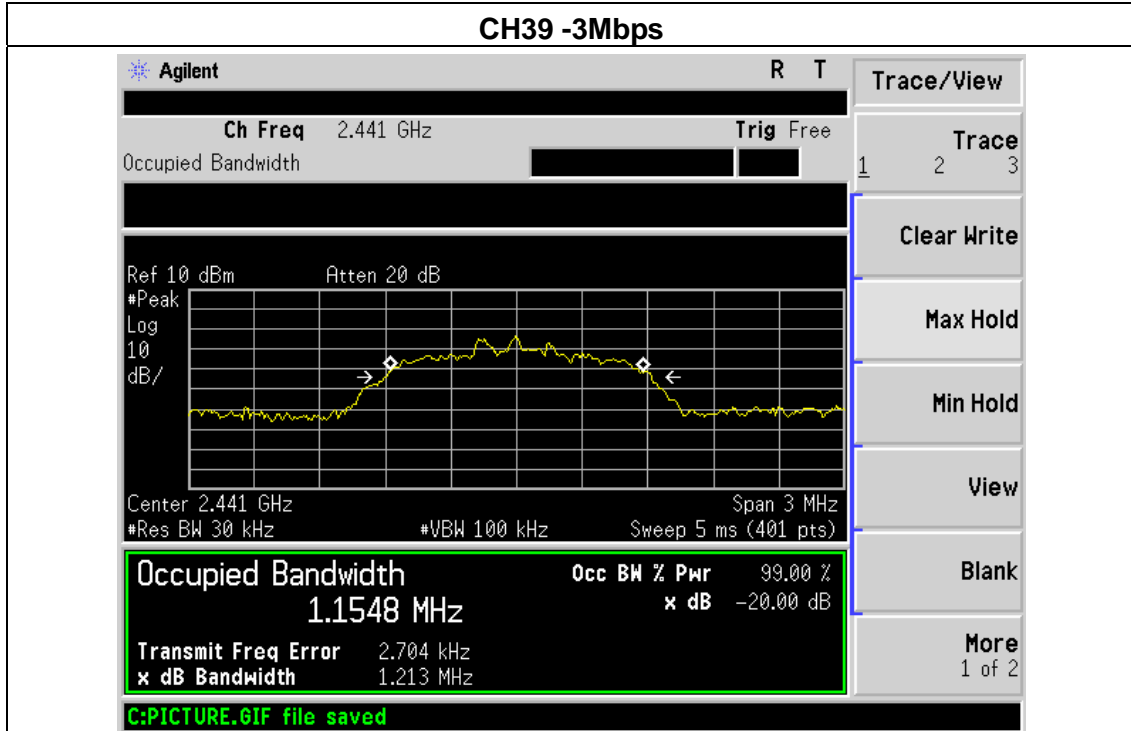 CH39 -3Mbps
Agilent R T
Trace/View
Ch Freq 2.441 GHz Trig Free
Occupied Bandwidth
Trace
1 2 3
Clear Write
Ref 10 dBm Atten 20 dB
#Peak
Log
10
dB/
Max Hold
Min Hold
View
Center 2.441 GHz Span 3 MHz
#Res BW 30 kHz #VBW 100 kHz Sweep 5 ms (401 pts)
Occupied Bandwidth
1.1548 MHz
Occ BW % Pwr 99.00 %
x dB -20.00 dB
Blank
Transmit Freq Error 2.704 kHz
x dB Bandwidth 1.213 MHz
More
1 of 2
C:PICTURE.GIF file saved